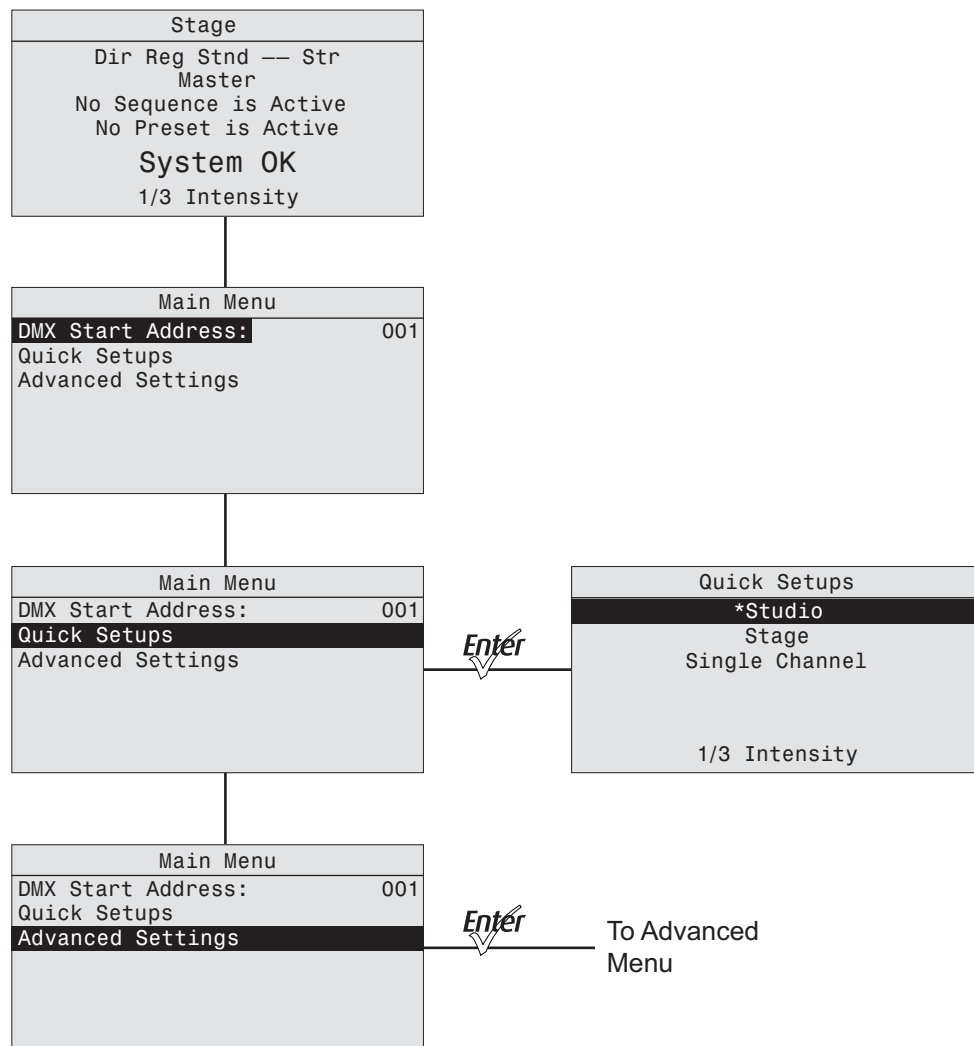 Stage
Dir Reg Stnd –– Str
Master
No Sequence is Active
No Preset is Active
System OK
1/3 Intensity
Main Menu
DMX Start Address: 001
Quick Setups
Advanced Settings
Main Menu
DMX Start Address: 001
Quick Setups
Advanced Settings
Enter
Quick Setups
*Studio
Stage
Single Channel
1/3 Intensity
Main Menu
DMX Start Address: 001
Quick Setups
Advanced Settings
Enter
To Advanced
Menu